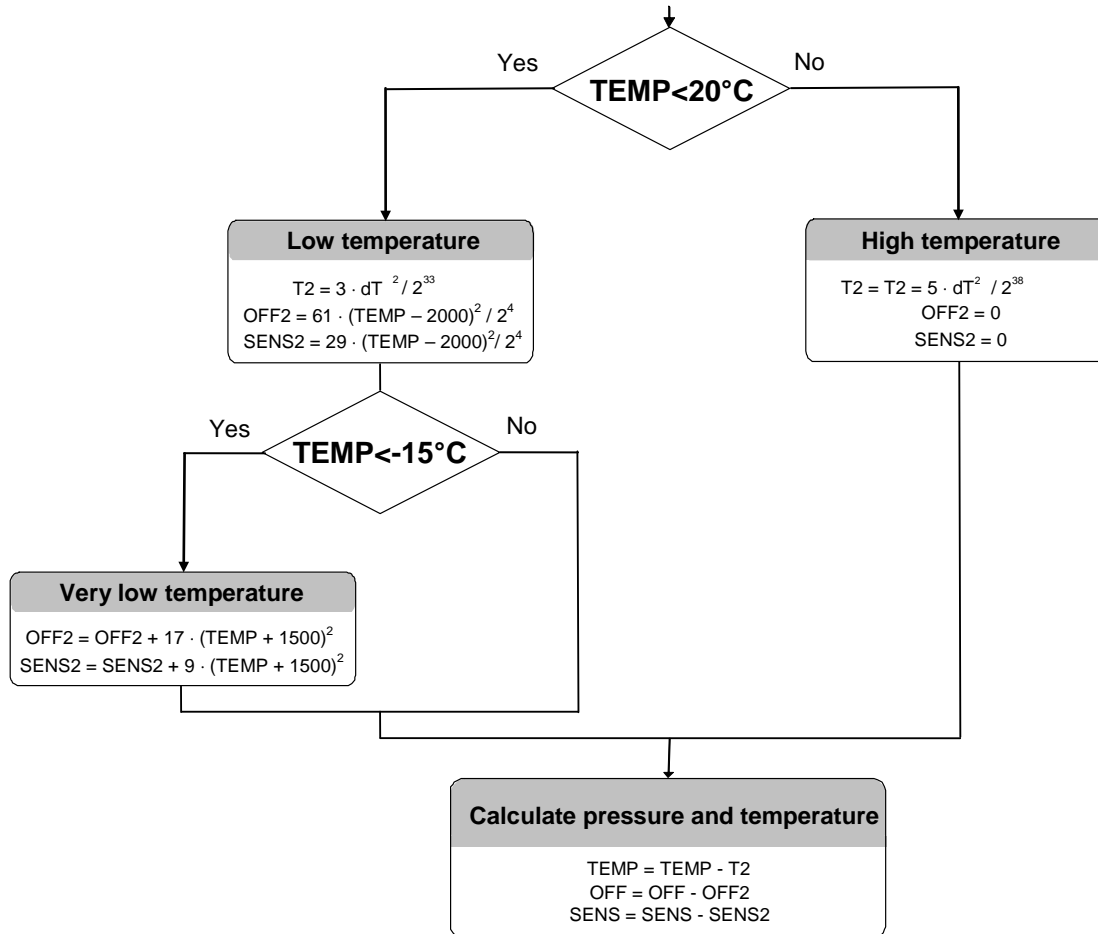 TEMP<20°C
Yes
No
Low temperature
T2 = 3 · dT ² / 2³³
OFF2 = 61 · (TEMP – 2000)² / 2⁴
SENS2 = 29 · (TEMP – 2000)²/ 2⁴
High temperature
T2 = T2 = 5 · dT² / 2³⁸
OFF2 = 0
SENS2 = 0
TEMP<-15°C
Yes
No
Very low temperature
OFF2 = OFF2 + 17 · (TEMP + 1500)²
SENS2 = SENS2 + 9 · (TEMP + 1500)²
Calculate pressure and temperature
TEMP = TEMP - T2
OFF = OFF - OFF2
SENS = SENS - SENS2